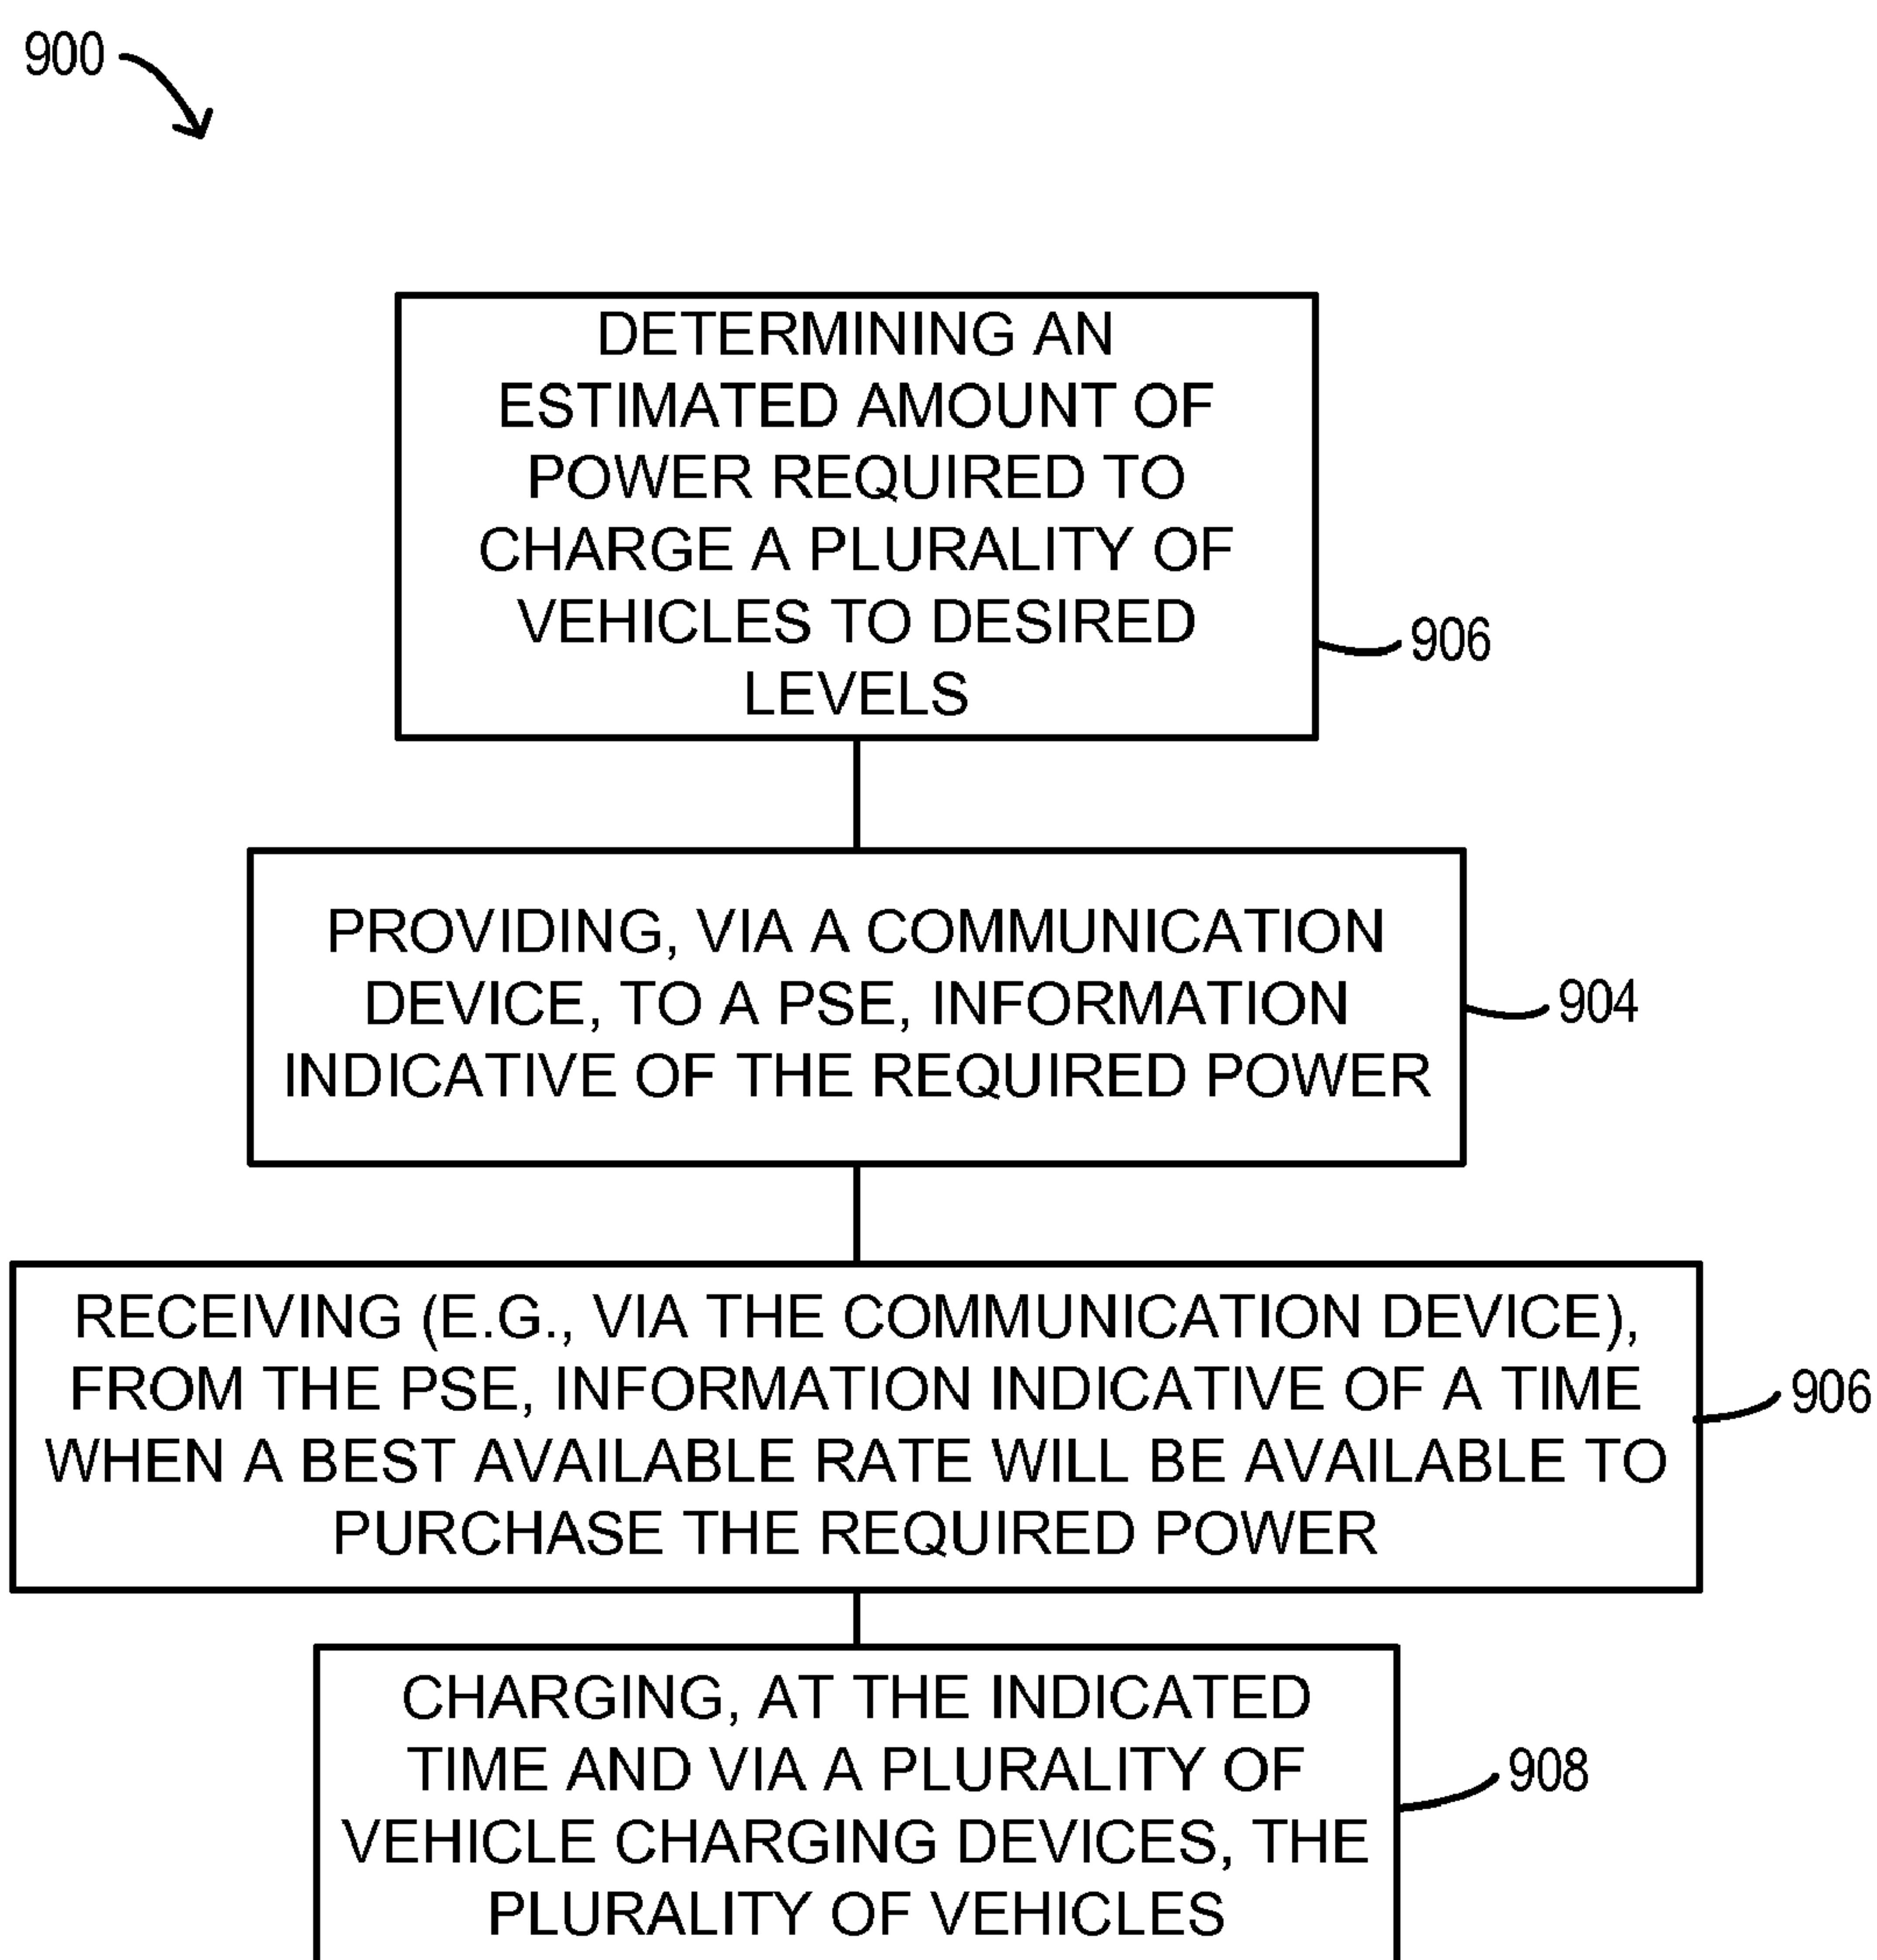 900
DETERMINING AN
ESTIMATED AMOUNT OF
POWER REQUIRED TO
CHARGE A PLURALITY OF
VEHICLES TO DESIRED
LEVELS
906
PROVIDING, VIA A COMMUNICATION
DEVICE, TO A PSE, INFORMATION
INDICATIVE OF THE REQUIRED POWER
904
RECEIVING (E.G., VIA THE COMMUNICATION DEVICE),
FROM THE PSE, INFORMATION INDICATIVE OF A TIME
WHEN A BEST AVAILABLE RATE WILL BE AVAILABLE TO
PURCHASE THE REQUIRED POWER
906
CHARGING, AT THE INDICATED
TIME AND VIA A PLURALITY OF
VEHICLE CHARGING DEVICES, THE
PLURALITY OF VEHICLES
908